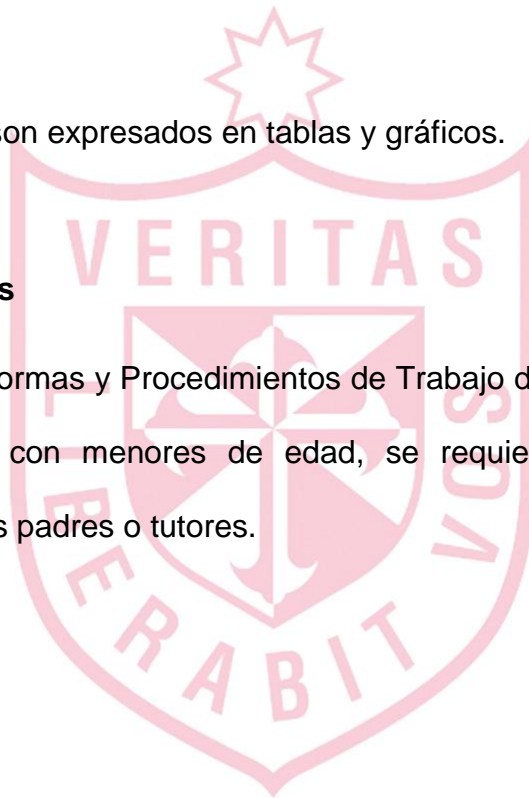 son expresados en tablas y gráficos.
VERITAS
s
ormas y Procedimientos de Trabajo d
con menores de edad, se requie
s padres o tutores.
LIBERABIT VOS